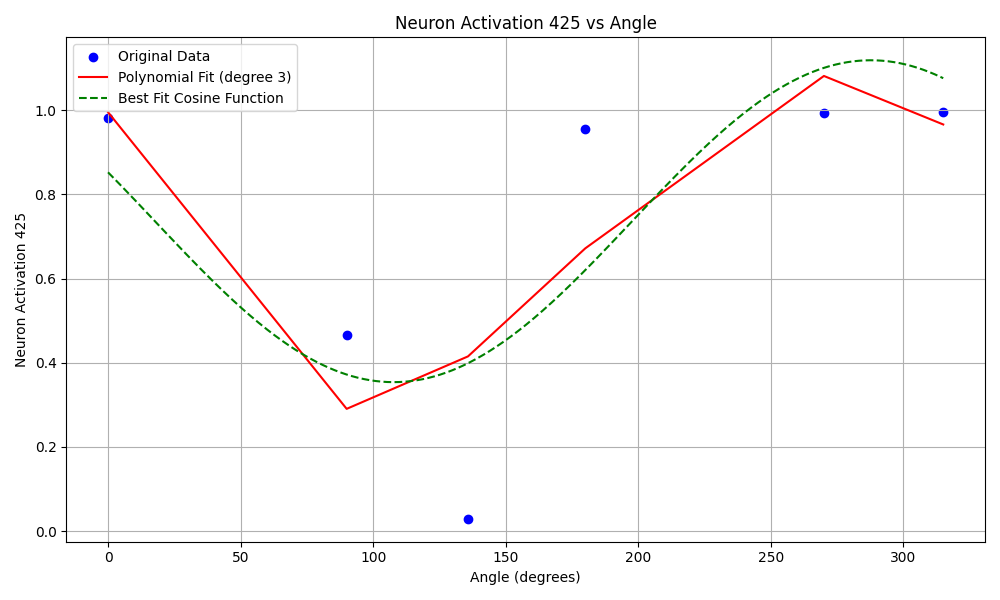 Neuron Activation 425 vs Angle
Original Data
Polynomial Fit (degree 3)
Best Fit Cosine Function
Neuron Activation 425
1.0
0.8
0.6
0.4
0.2
0.0
0 50 100 150 200 250 300
Angle (degrees)